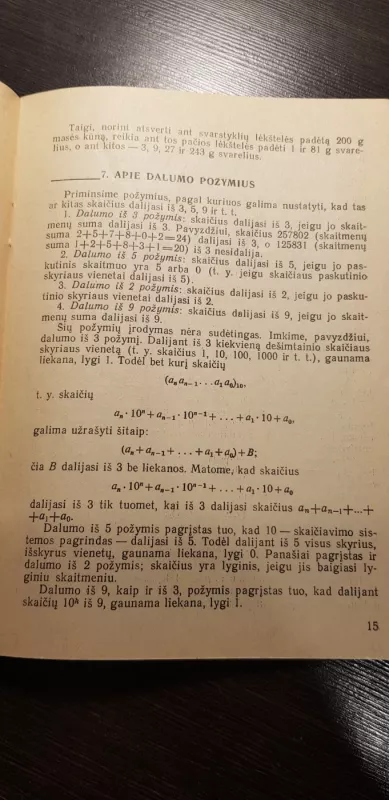 Taigi, norint atsverti ant svarstyklių lėkštelės padėtą 200 g
masės kūną, reikia ant tos pačios lėkštelės padėti 1 ir 81 g svare-
lius, o ant kitos — 3, 9, 27 ir 243 g svarelius.
7. APIE DALUMO POŽYMIUS
Priminsime požymius, pagal kuriuos galima nustatyti, kad tas
ar kitas skaičius dalijasi iš 3, 5, 9 ir t. t.
1. Dalumo iš 3 požymis: skaičius dalijasi iš 3, jeigu jo skait-
menų suma dalijasi iš 3. Pavyzdžiui, skaičius 257802 (skaitmenų
suma 2+5+7+8+0+2=24) dalijasi iš 3, o 125831 (skaitmenų
suma 1+2+5+8+3+1=20) iš 3 nesidalija.
2. Dalumo iš 5 požymis: skaičius dalijasi iš 5, jeigu jo pas-
kutinis skaitmuo yra 5 arba 0 (t. y. jeigu skaičiaus paskutinio
skyriaus vienetai dalijasi iš 5).
3. Dalumo iš 2 požymis: skaičius dalijasi iš 2, jeigu jo pasku-
tinio skyriaus vienetai dalijasi iš 2.
4. Dalumo iš 9 požymis: skaičius dalijasi iš 9, jeigu jo skait-
menų suma dalijasi iš 9.
Šių požymių įrodymas nėra sudėtingas. Imkime, pavyzdžiui,
dalumo iš 3 požymį. Dalijant iš 3 kiekvieną dešimtainio skaičiaus
skyriaus vienetą (t. y. skaičius 1, 10, 100, 1000 ir t. t.), gaunama
liekana, lygi 1. Todėl bet kurį skaičių
(aₙaₙ₋₁...a₁a₀)₁₀,
t. y. skaičių
aₙ·10ⁿ+aₙ₋₁·10ⁿ⁻¹+...+a₁·10+a₀,
galima užrašyti šitaip:
(aₙ+aₙ₋₁+...+a₁+a₀)+B;
čia B dalijasi iš 3 be liekanos. Matome, kad skaičius
aₙ·10ⁿ+aₙ₋₁·10ⁿ⁻¹+...+a₁·10+a₀
dalijasi iš 3 tik tuomet, kai iš 3 dalijasi skaičius aₙ+aₙ₋₁+...+
+a₁+a₀.
Dalumo iš 5 požymis pagrįstas tuo, kad 10 — skaičiavimo sis-
temos pagrindas — dalijasi iš 5. Todėl dalijant iš 5 visus skyrius,
išskyrus vienetų, gaunama liekana, lygi 0. Panašiai pagrįstas ir
dalumo iš 2 požymis; skaičius yra lyginis, jeigu jis baigiasi ly-
giniu skaitmeniu.
Dalumo iš 9, kaip ir iš 3, požymis pagrįstas tuo, kad dalijant
skaičių 10ᵏ iš 9, gaunama liekana, lygi 1.
15